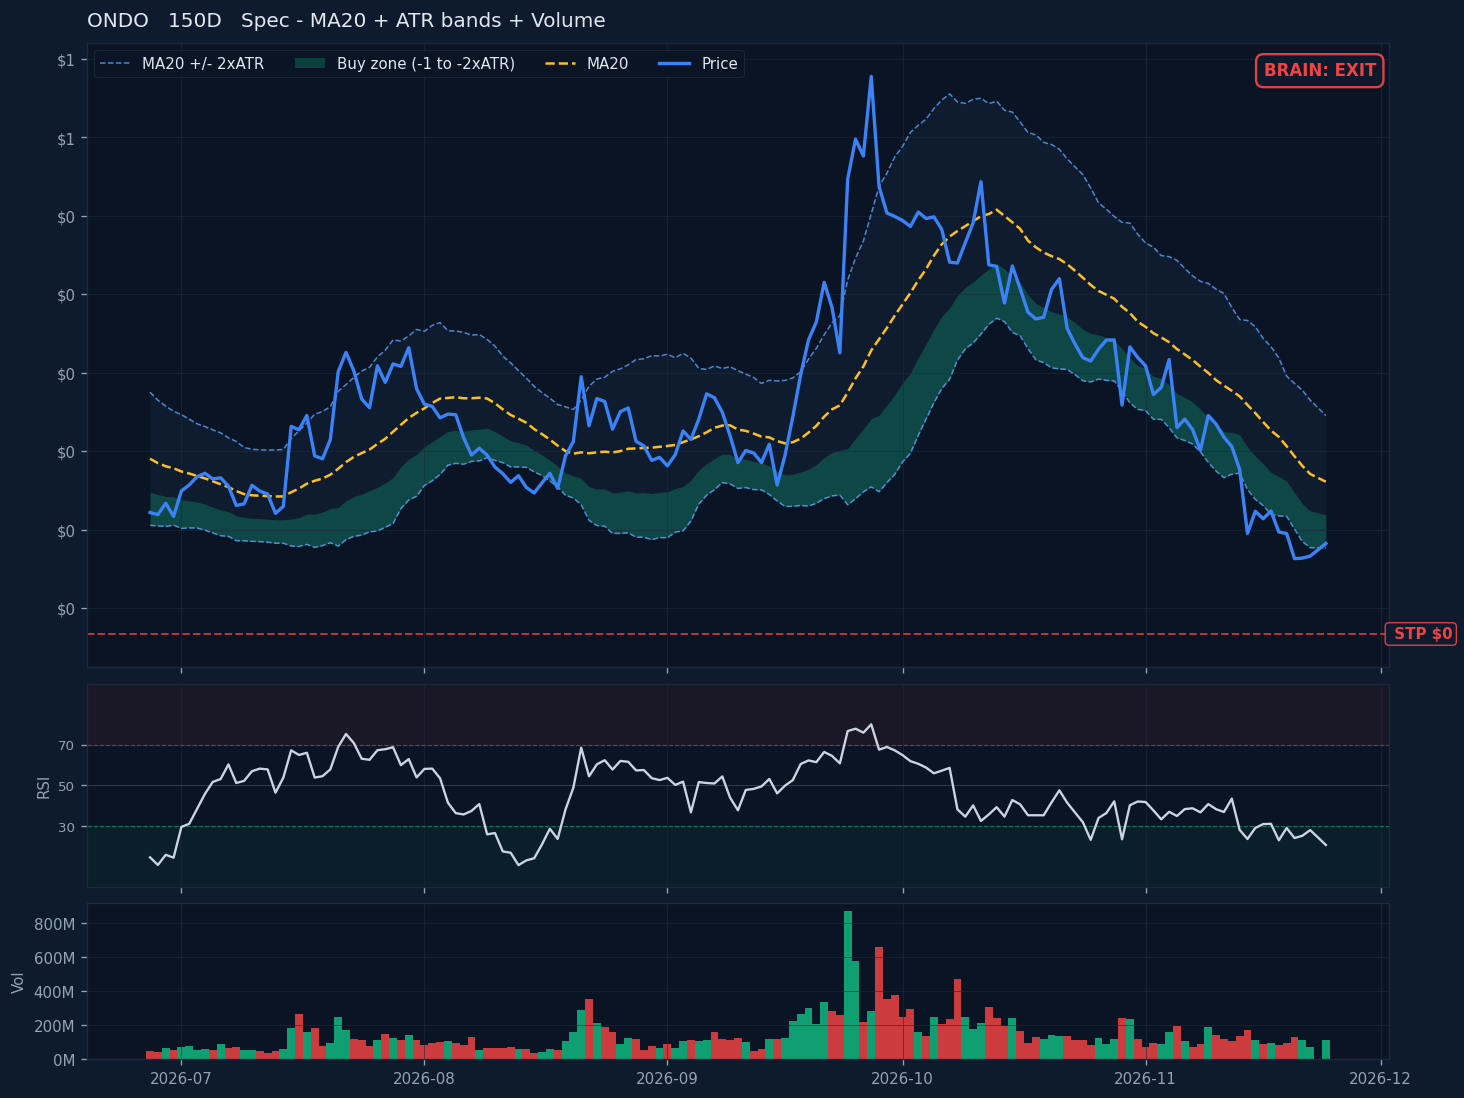 ONDO   150D   Spec - MA20 + ATR bands + Volume
MA20 +/- 2xATR   Buy zone (-1 to -2xATR)   MA20   Price
BRAIN: EXIT
$1
$1
$0
$0
$0
$0
$0
$0
STP $0
RSI
70
50
30
Vol
800M
600M
400M
200M
0M
2026-07   2026-08   2026-09   2026-10   2026-11   2026-12